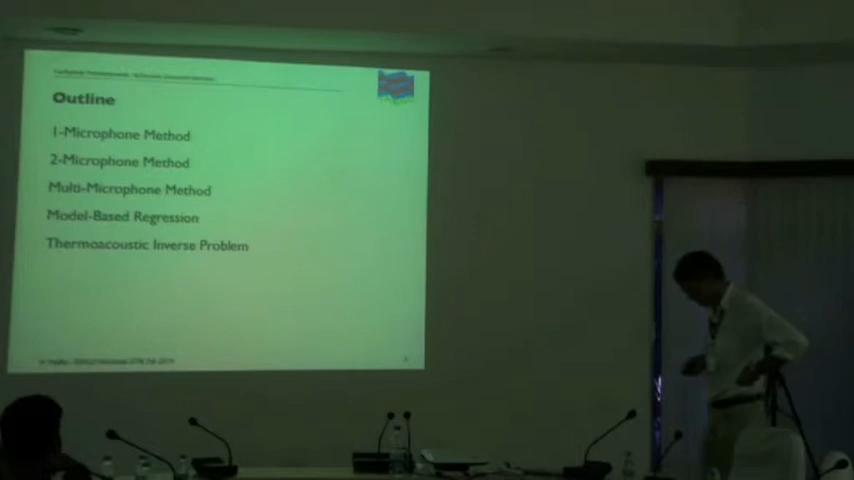 Outline
1-Microphone Method
2-Microphone Method
Multi-Microphone Method
Model-Based Regression
Thermoacoustic Inverse Problem